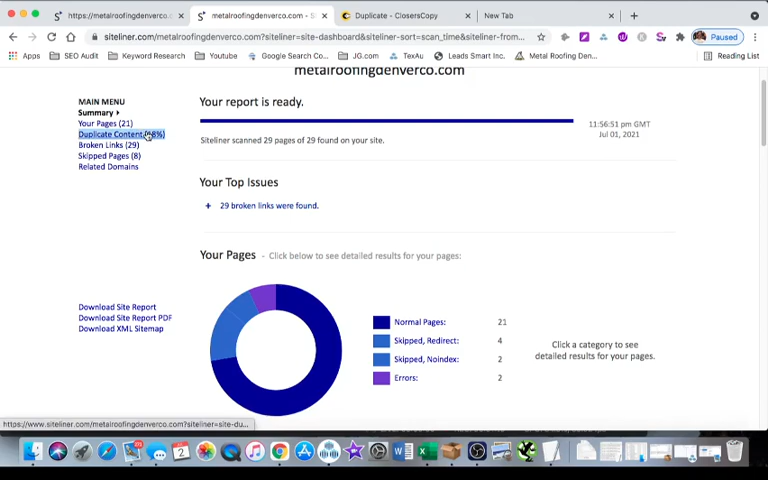 https://metalroofingdenverco.
metalroofingdenverco.com - S
Duplicate - ClosersCopy
New Tab
siteliner.com/metalroofingdenverco.com?siteliner=site-dashboard&siteliner-sort=scan_time&siteliner-from...
Paused
Apps
SEO Audit
Keyword Research
Youtube
Google Search Co...
JG.com
TexAu
Leads Smart Inc.
Metal Roofing Den...
Reading List
metalroofingdenverco.com
MAIN MENU
Summary
Your Pages (21)
Duplicate Content
Broken Links (29)
Skipped Pages (8)
Related Domains
Download Site Report
Download Site Report PDF
Download XML Sitemap
Your report is ready.
11:56:51 pm GMT
Jul 01, 2021
Siteliner scanned 29 pages of 29 found on your site.
Your Top Issues
+ 29 broken links were found.
Your Pages - Click below to see detailed results for your pages:
Normal Pages: 21
Skipped, Redirect: 4
Skipped, NoIndex: 2
Errors: 2
Click a category to see
detailed results for your pages.
https://www.siteliner.com/metalroofingdenverco.com?siteliner=site-du...